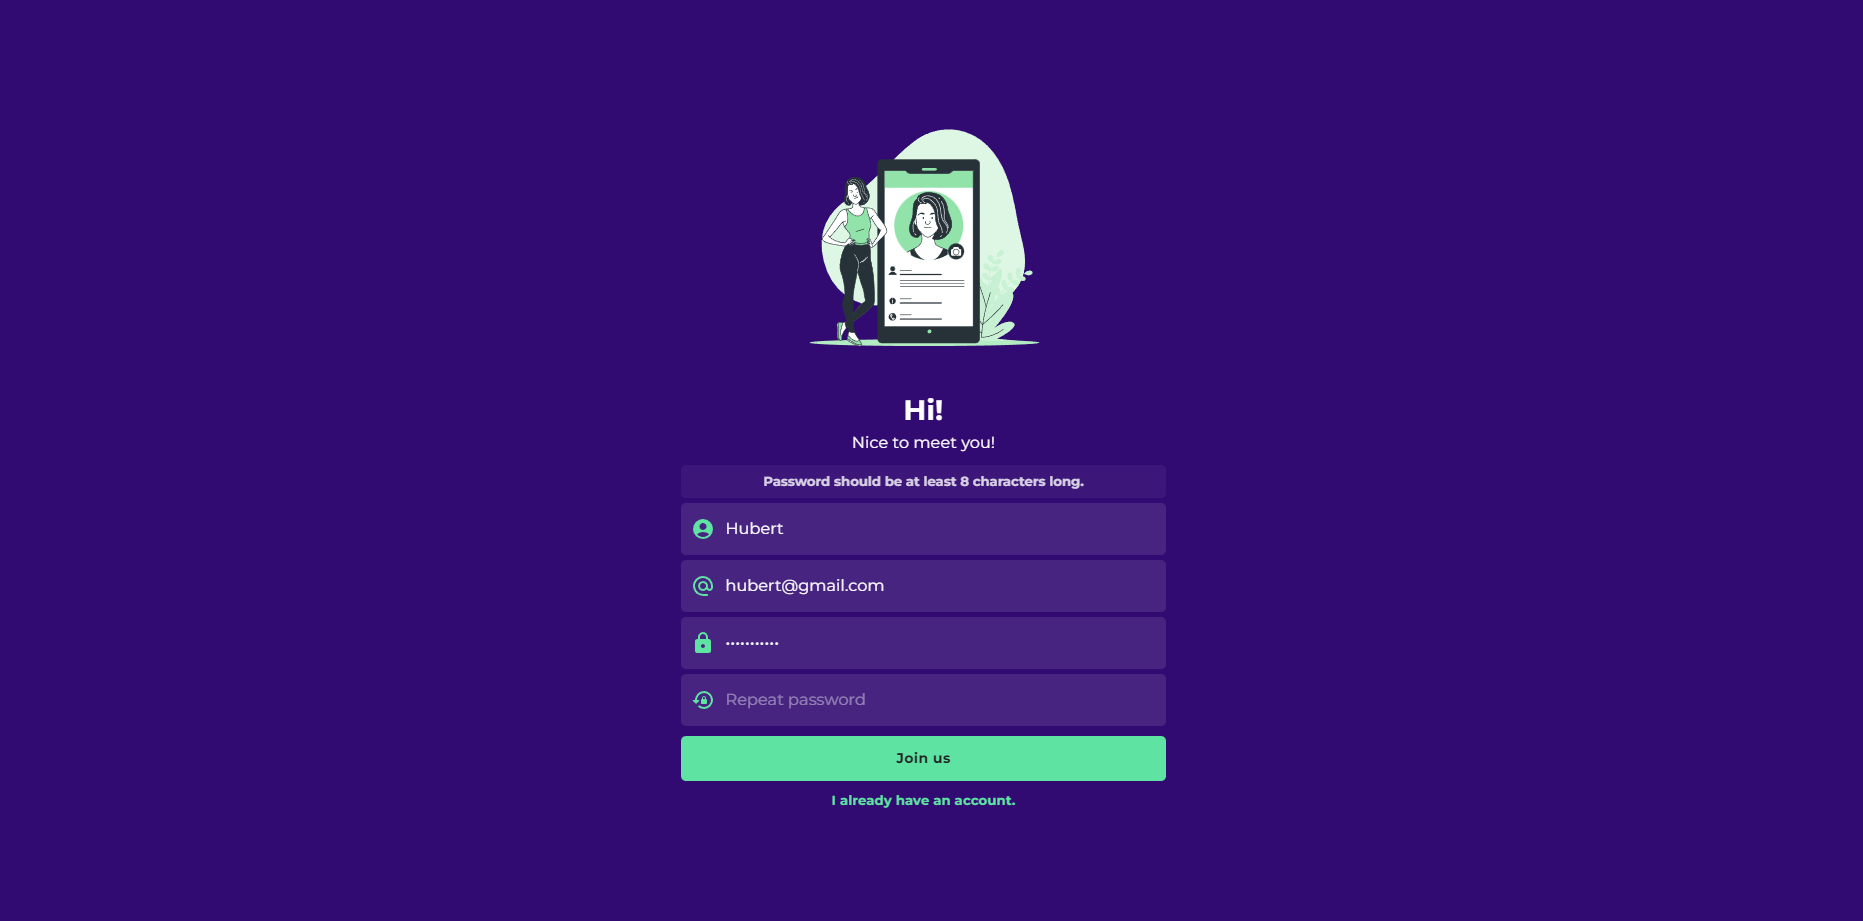 Hi!
Nice to meet you!
Password should be at least 8 characters long.
Hubert
hubert@gmail.com
•••••••••••
Repeat password
Join us
I already have an account.